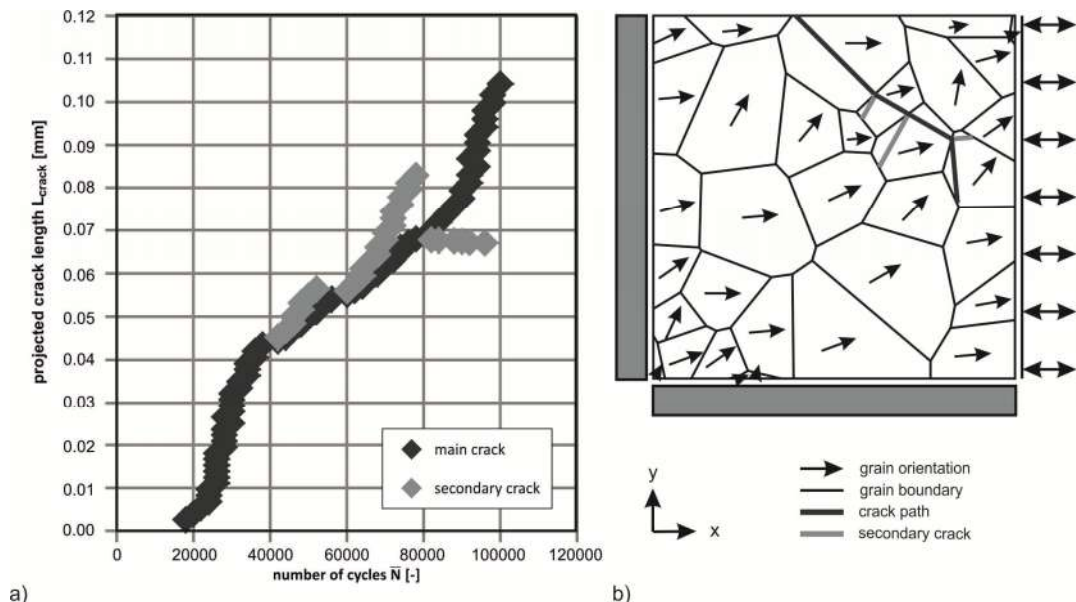 0.12
0.11
0.10
0.09
0.08
0.07
0.06
0.05
0.04
0.03
0.02
0.01
0.00
projected crack length Lcrack [mm]
main crack
secondary crack
0 20000 40000 60000 80000 100000 120000
number of cycles N̅ [-]
a)
y
x
grain orientation
grain boundary
crack path
secondary crack
b)